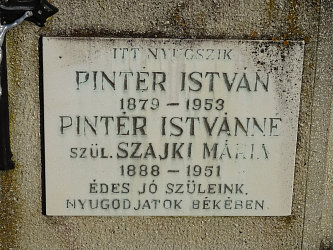 ITT NYUGSZIK
PINTÉR ISTVÁN
1879 – 1953
PINTÉR ISTVÁNNÉ
SZÜL. SZAJKI MÁRIA
1888 – 1951
ÉDES JÓ SZÜLEINK,
NYUGODJATOK BÉKÉBEN.